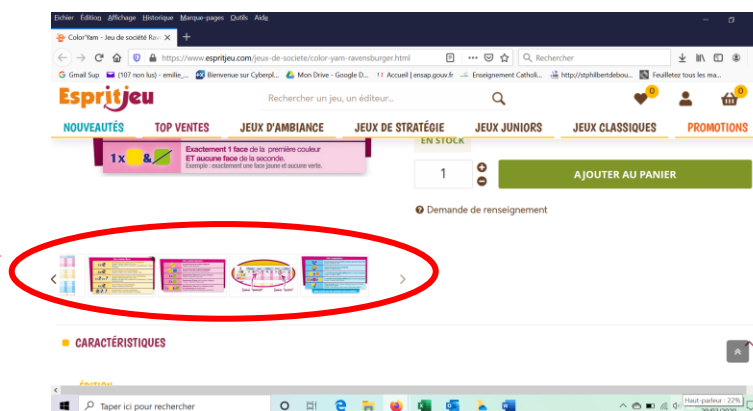 Fichier Édition Affichage Historique Marque-pages Outils Aide
Color'Yam - Jeu de société Rav
https://www.espritjeu.com/jeux-de-societe/color-yam-ravensburger.html
Rechercher
Gmail Sup (107 non lus) - emilie_... Bienvenue sur Cyberpl... Mon Drive - Google D... Accueil | ensap.gouv.fr Enseignement Catholi... http://stphilbertdebou... Feuilletez tous les ma...
Espritjeu
Rechercher un jeu, un éditeur...
0
0
NOUVEAUTÉS TOP VENTES JEUX D'AMBIANCE JEUX DE STRATÉGIE JEUX JUNIORS JEUX CLASSIQUES PROMOTIONS
EN STOCK
1x &
Exactement 1 face de la première couleur
ET aucune face de la seconde.
Exemple : exactement une face jaune et aucune verte.
1
AJOUTER AU PANIER
Demande de renseignement
CARACTÉRISTIQUES
ÉDITION
Taper ici pour rechercher
Haut-parleur : 22%